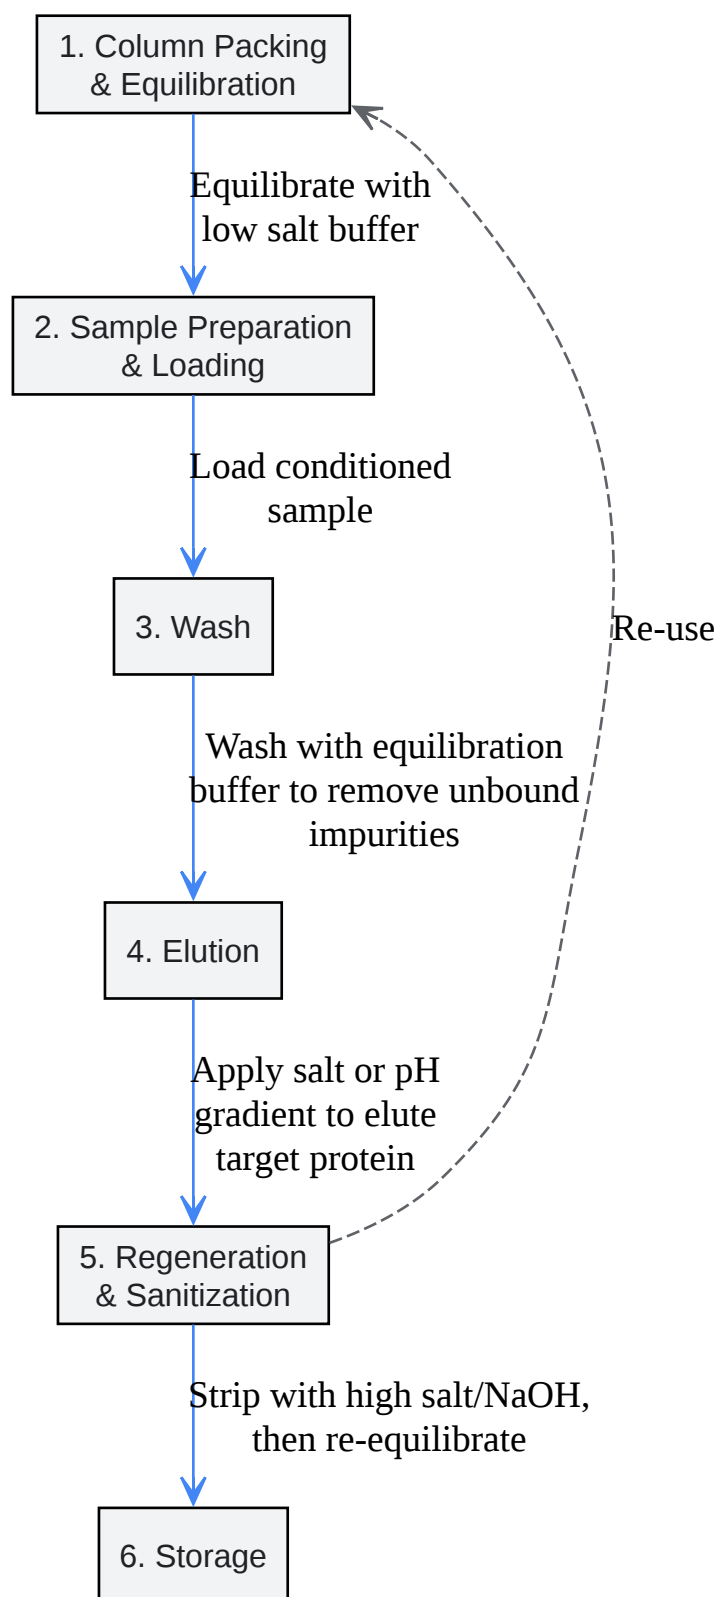 1. Column Packing
& Equilibration
Equilibrate with
low salt buffer
2. Sample Preparation
& Loading
Load conditioned
sample
3. Wash
Re-use
Wash with equilibration
buffer to remove unbound
impurities
4. Elution
Apply salt or pH
gradient to elute
target protein
5. Regeneration
& Sanitization
Strip with high salt/NaOH,
then re-equilibrate
6. Storage